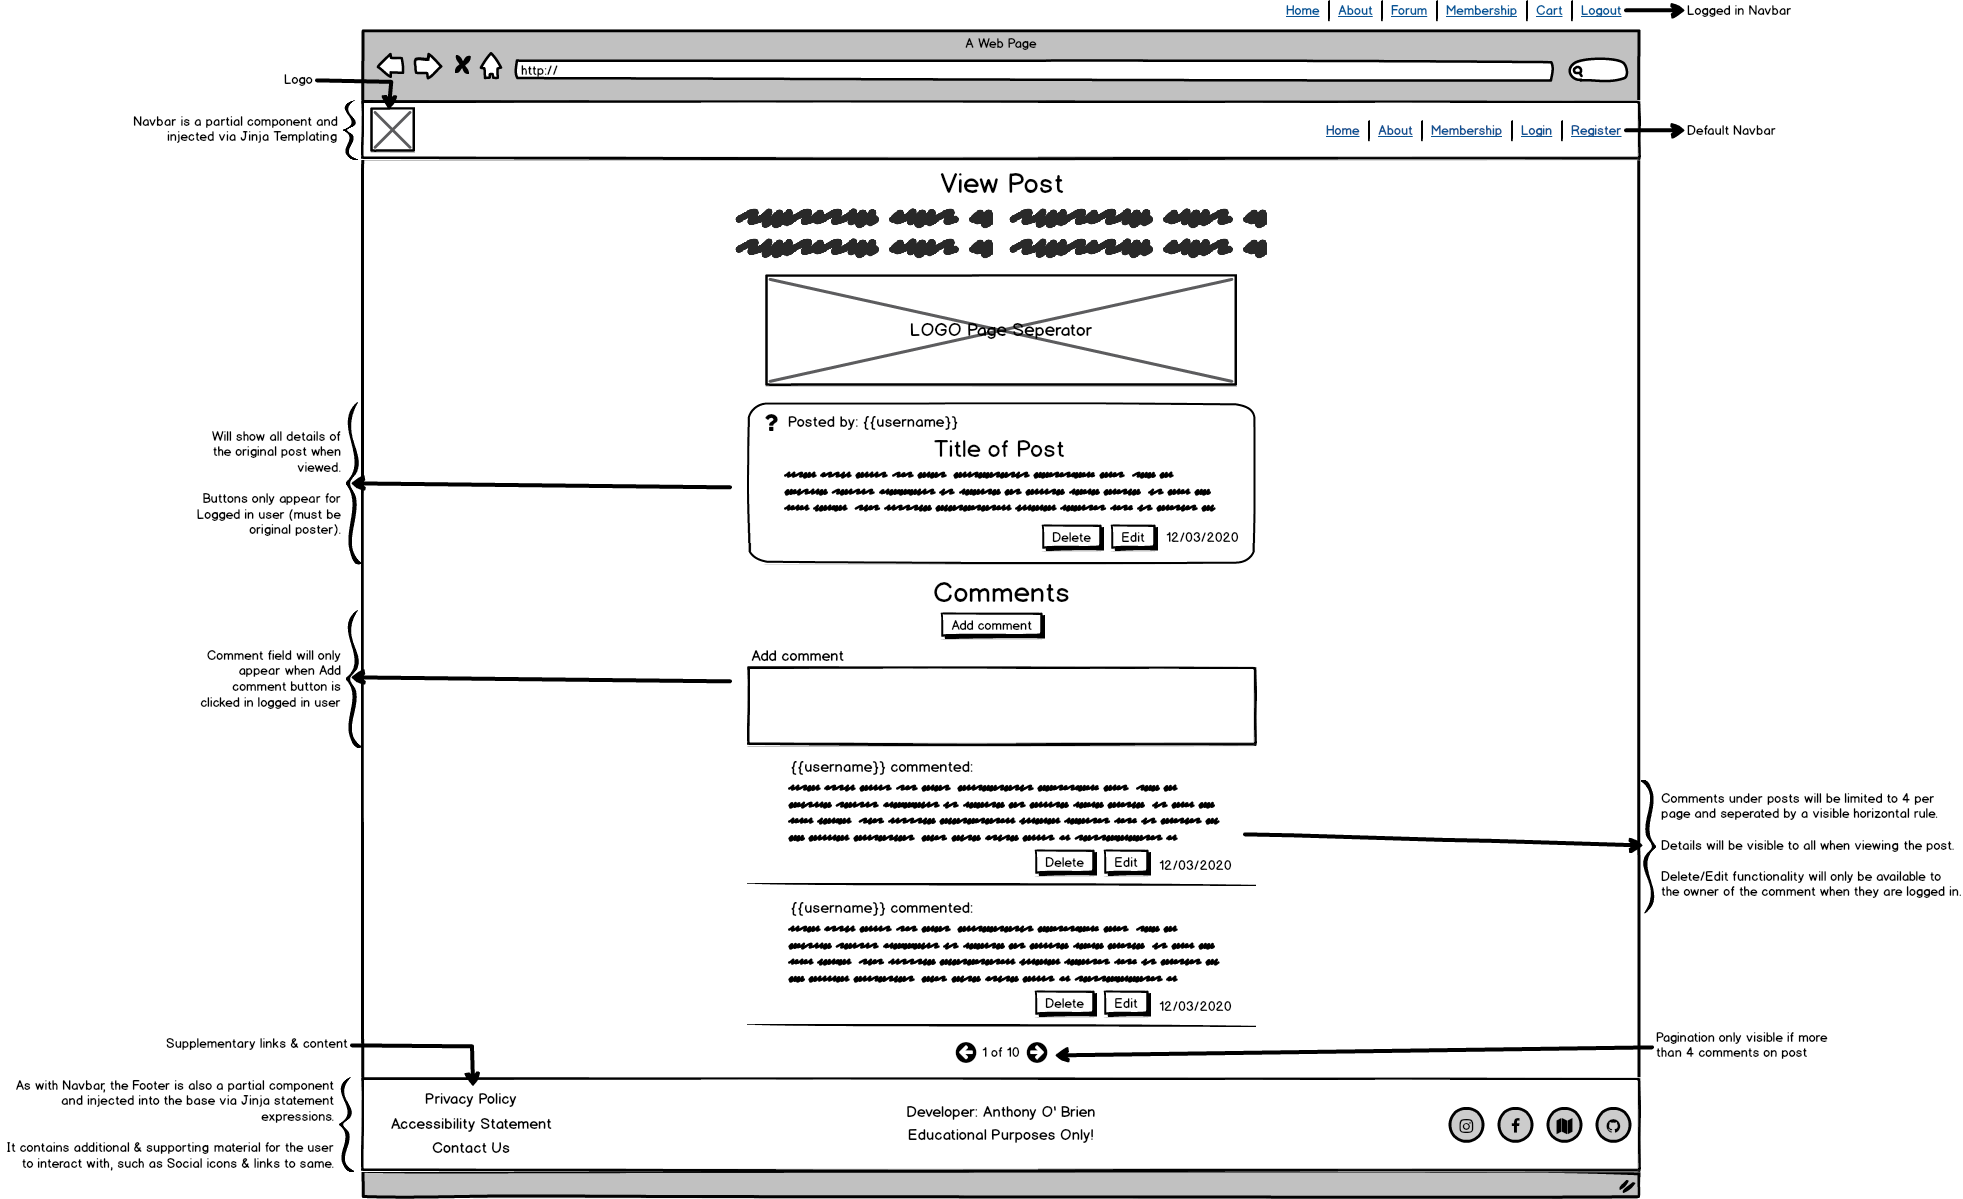 Home About Forum Membership Cart Logout Logged in Navbar
A Web Page
http://
Logo
Navbar is a partial component and
injected via Jinja Templating
Home About Membership Login Register Default Navbar
View Post
LOGO Page Seperator
Will show all details of
the original post when
viewed.
Buttons only appear for
Logged in user (must be
original poster).
? Posted by: {{username}}
Title of Post
Delete Edit 12/03/2020
Comments
Add comment
Comment field will only
appear when Add
comment button is
clicked in logged in user
Add comment
{{username}} commented:
Delete Edit 12/03/2020
Comments under posts will be limited to 4 per
page and seperated by a visible horizontal rule.
Details will be visible to all when viewing the post.
Delete/Edit functionality will only be available to
the owner of the comment when they are logged in.
{{username}} commented:
Delete Edit 12/03/2020
1 of 10
Pagination only visible if more
than 4 comments on post
Supplementary links & content
As with Navbar, the Footer is also a partial component
and injected into the base via Jinja statement
expressions.
It contains additional & supporting material for the user
to interact with, such as Social icons & links to same.
Privacy Policy
Accessibility Statement
Contact Us
Developer: Anthony O' Brien
Educational Purposes Only!